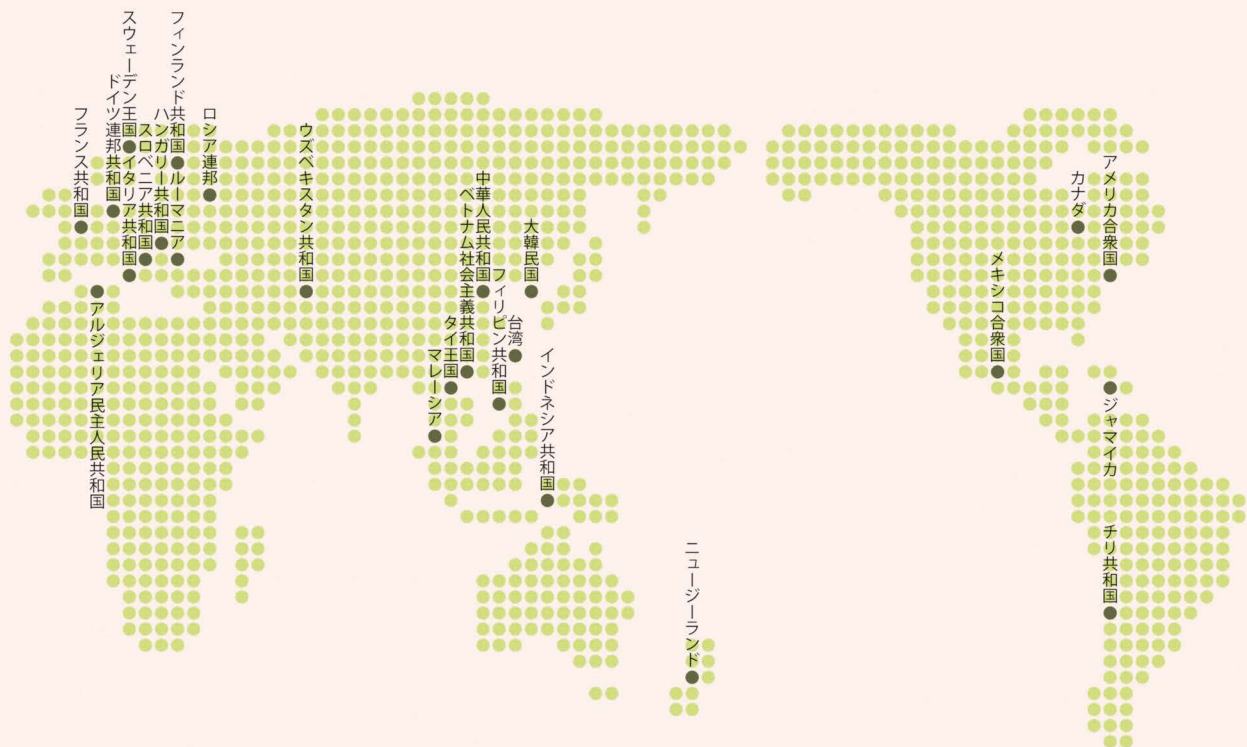 フランス共和国
ドイツ連邦共和国
スウェーデン王国
イタリア共和国
スロベニア共和国
ハンガリー共和国
フィンランド共和国
ルーマニア
ロシア連邦
アルジェリア民主人民共和国
ウズベキスタン共和国
マレーシア
タイ王国
ベトナム社会主義共和国
中華人民共和国
フィリピン共和国
台湾
大韓民国
インドネシア共和国
ニュージーランド
メキシコ合衆国
カナダ
アメリカ合衆国
ジャマイカ
チリ共和国